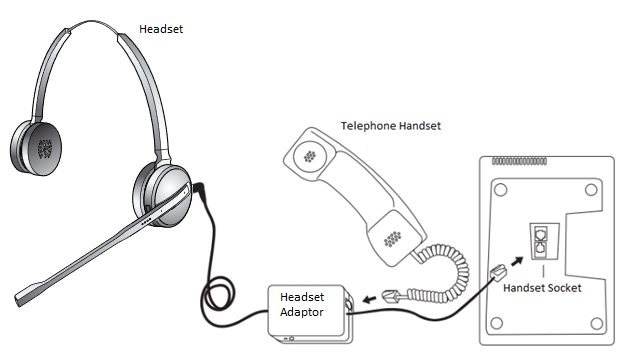 Headset
Telephone Handset
Handset Socket
Headset
Adaptor